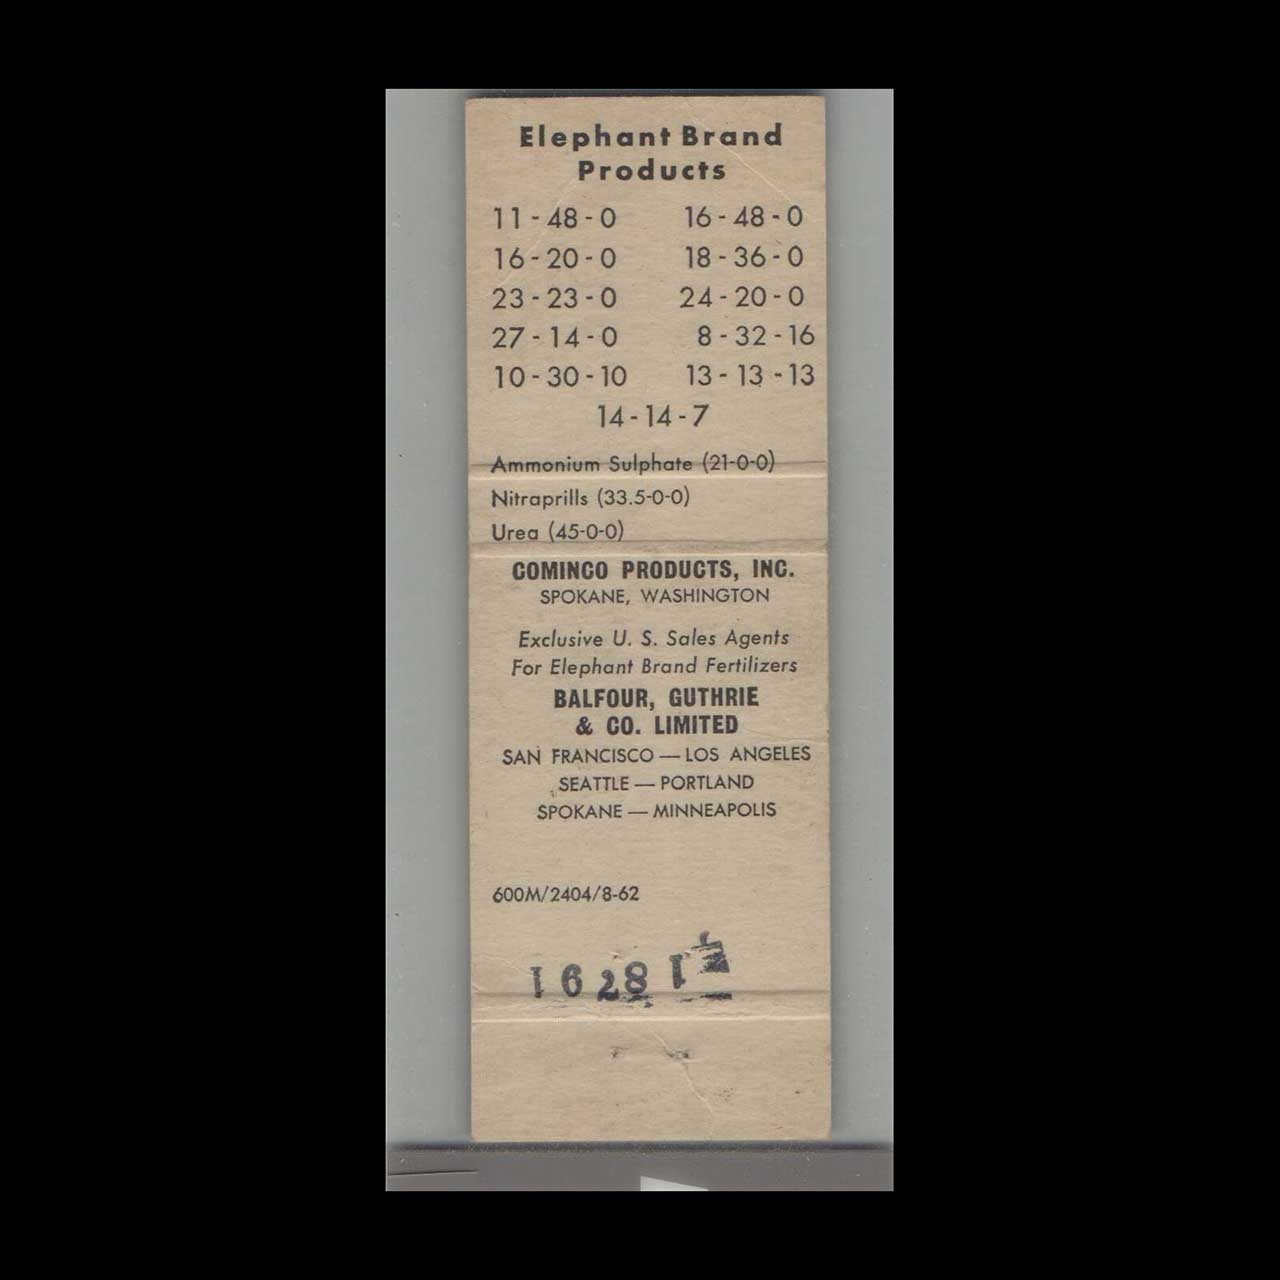 Elephant Brand
Products
11 - 48 - 0 16 - 48 - 0
16 - 20 - 0 18 - 36 - 0
23 - 23 - 0 24 - 20 - 0
27 - 14 - 0 8 - 32 - 16
10 - 30 - 10 13 - 13 - 13
14 - 14 - 7
Ammonium Sulphate (21-0-0)
Nitraprills (33.5-0-0)
Urea (45-0-0)
COMINCO PRODUCTS, INC.
SPOKANE, WASHINGTON
Exclusive U. S. Sales Agents
For Elephant Brand Fertilizers
BALFOUR, GUTHRIE
& CO. LIMITED
SAN FRANCISCO — LOS ANGELES
SEATTLE — PORTLAND
SPOKANE — MINNEAPOLIS
600M/2404/8-62